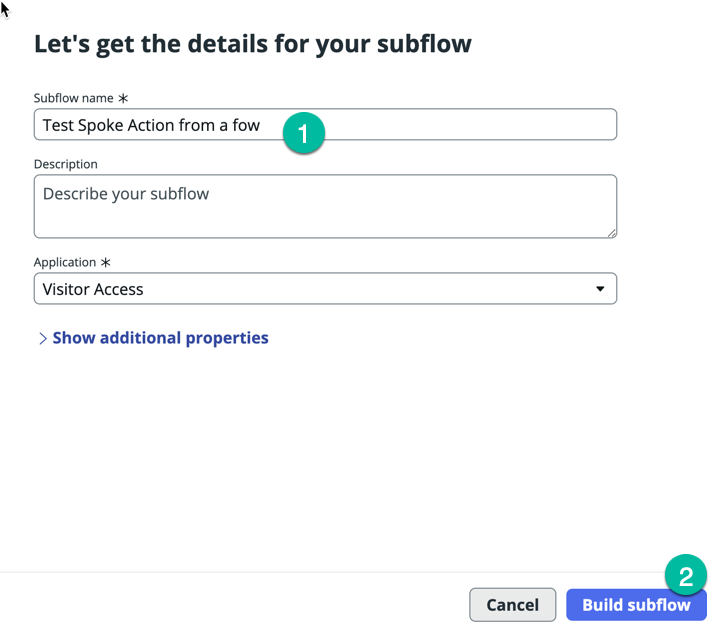 Let's get the details for your subflow
Subflow name *
Test Spoke Action from a fow
1
Description
Describe your subflow
Application *
Visitor Access
Show additional properties
2
Cancel
Build subflow